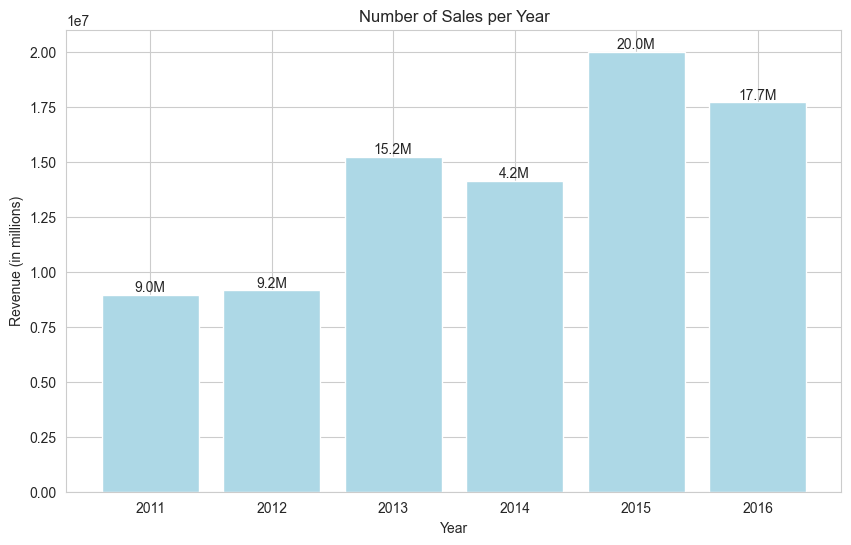 Number of Sales per Year
1e7
2.00
1.75
1.50
1.25
1.00
0.75
0.50
0.25
0.00
Revenue (in millions)
9.0M
9.2M
15.2M
4.2M
20.0M
17.7M
2011 2012 2013 2014 2015 2016
Year